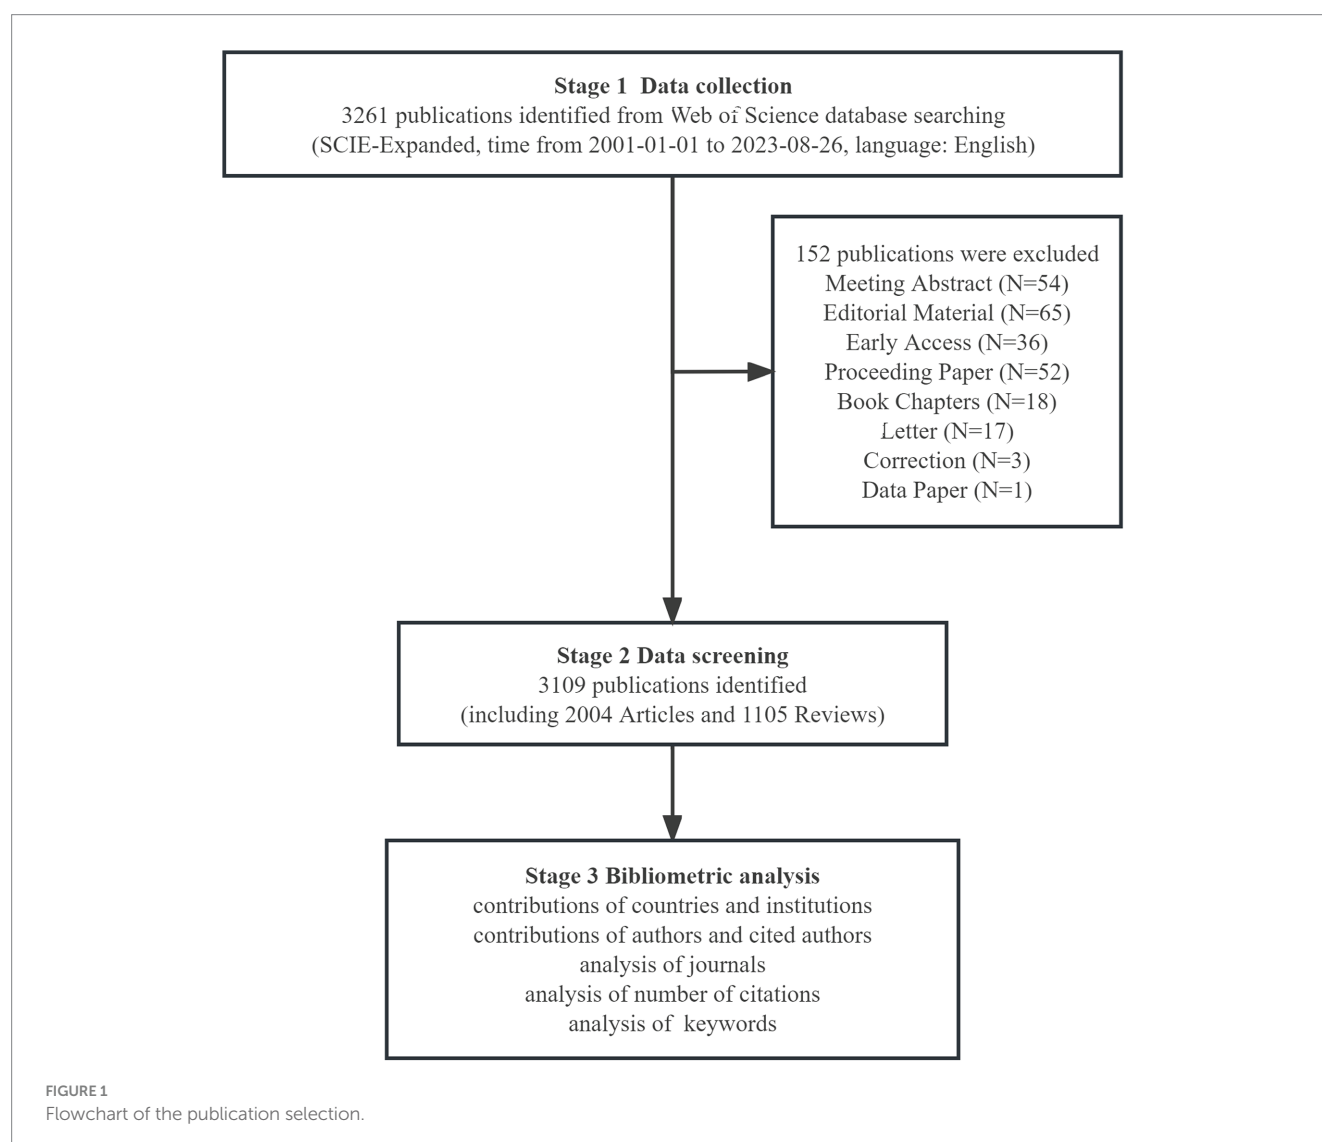 Stage 1 Data collection
3261 publications identified from Web of Science database searching
(SCIE-Expanded, time from 2001-01-01 to 2023-08-26, language: English)
152 publications were excluded
Meeting Abstract (N=54)
Editorial Material (N=65)
Early Access (N=36)
Proceeding Paper (N=52)
Book Chapters (N=18)
Letter (N=17)
Correction (N=3)
Data Paper (N=1)
Stage 2 Data screening
3109 publications identified
(including 2004 Articles and 1105 Reviews)
Stage 3 Bibliometric analysis
contributions of countries and institutions
contributions of authors and cited authors
analysis of journals
analysis of number of citations
analysis of keywords
FIGURE 1
Flowchart of the publication selection.